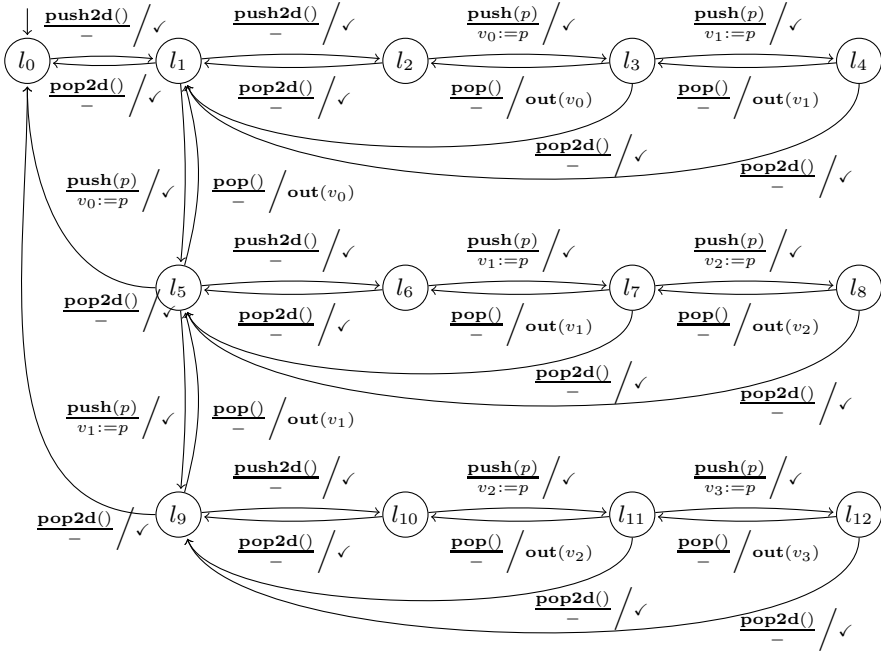 push2d() / ✓ push2d() / ✓ push(p) / ✓ push(p) / ✓
– – v₀:=p v₁:=p
l₀ l₁ l₂ l₃ l₄
pop2d() / ✓ pop2d() / ✓ pop() / out(v₀) pop() / out(v₁)
– – – –
pop2d() / ✓
–
pop2d() / ✓
–
push(p) / ✓ pop() / out(v₀)
v₀:=p –
push2d() / ✓ push(p) / ✓ push(p) / ✓
– v₁:=p v₂:=p
l₅ l₆ l₇ l₈
pop2d() / ✓ pop2d() / ✓ pop() / out(v₁) pop() / out(v₂)
– – – –
pop2d() / ✓
–
pop2d() / ✓
–
push(p) / ✓ pop() / out(v₁)
v₁:=p –
push2d() / ✓ push(p) / ✓ push(p) / ✓
– v₂:=p v₃:=p
l₉ l₁₀ l₁₁ l₁₂
pop2d() / ✓ pop2d() / ✓ pop() / out(v₂) pop() / out(v₃)
– – – –
pop2d() / ✓
–
pop2d() / ✓
–